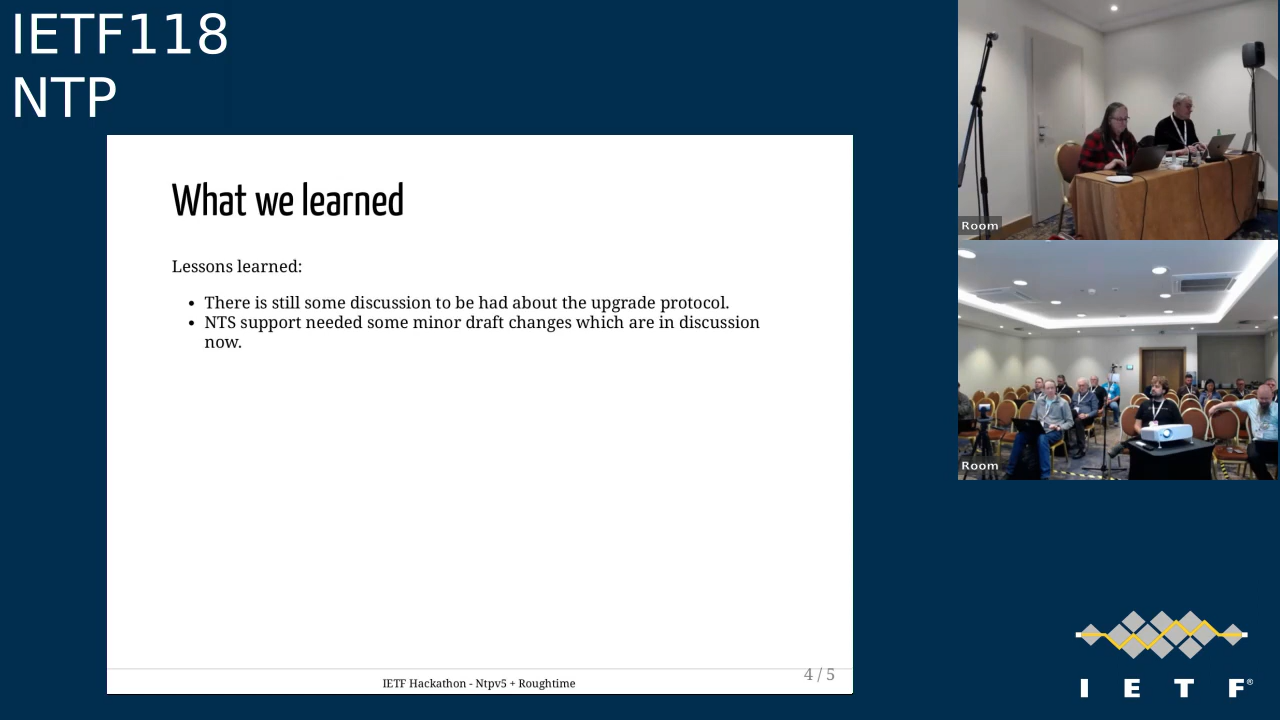 IETF118
NTP
What we learned
Lessons learned:
• There is still some discussion to be had about the upgrade protocol.
• NTS support needed some minor draft changes which are in discussion
now.
4 / 5
IETF Hackathon - Ntpv5 + Roughtime
Room
Room
I E T F®